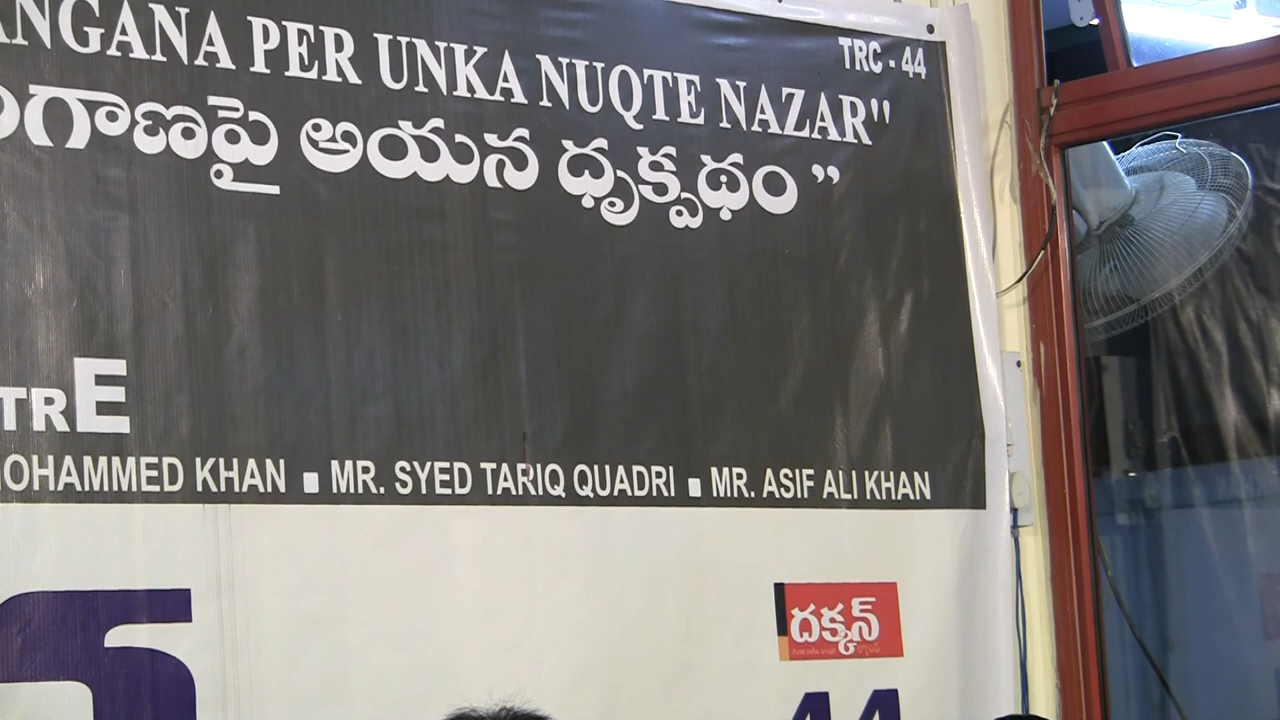 TRC - 44
ANGANA PER UNKA NUQTE NAZAR"
ంగాణపై ఆయన దృక్పథం ”
TRE
OHAMMED KHAN ▪ MR. SYED TARIQ QUADRI ▪ MR. ASIF ALI KHAN
దక్కన్
44